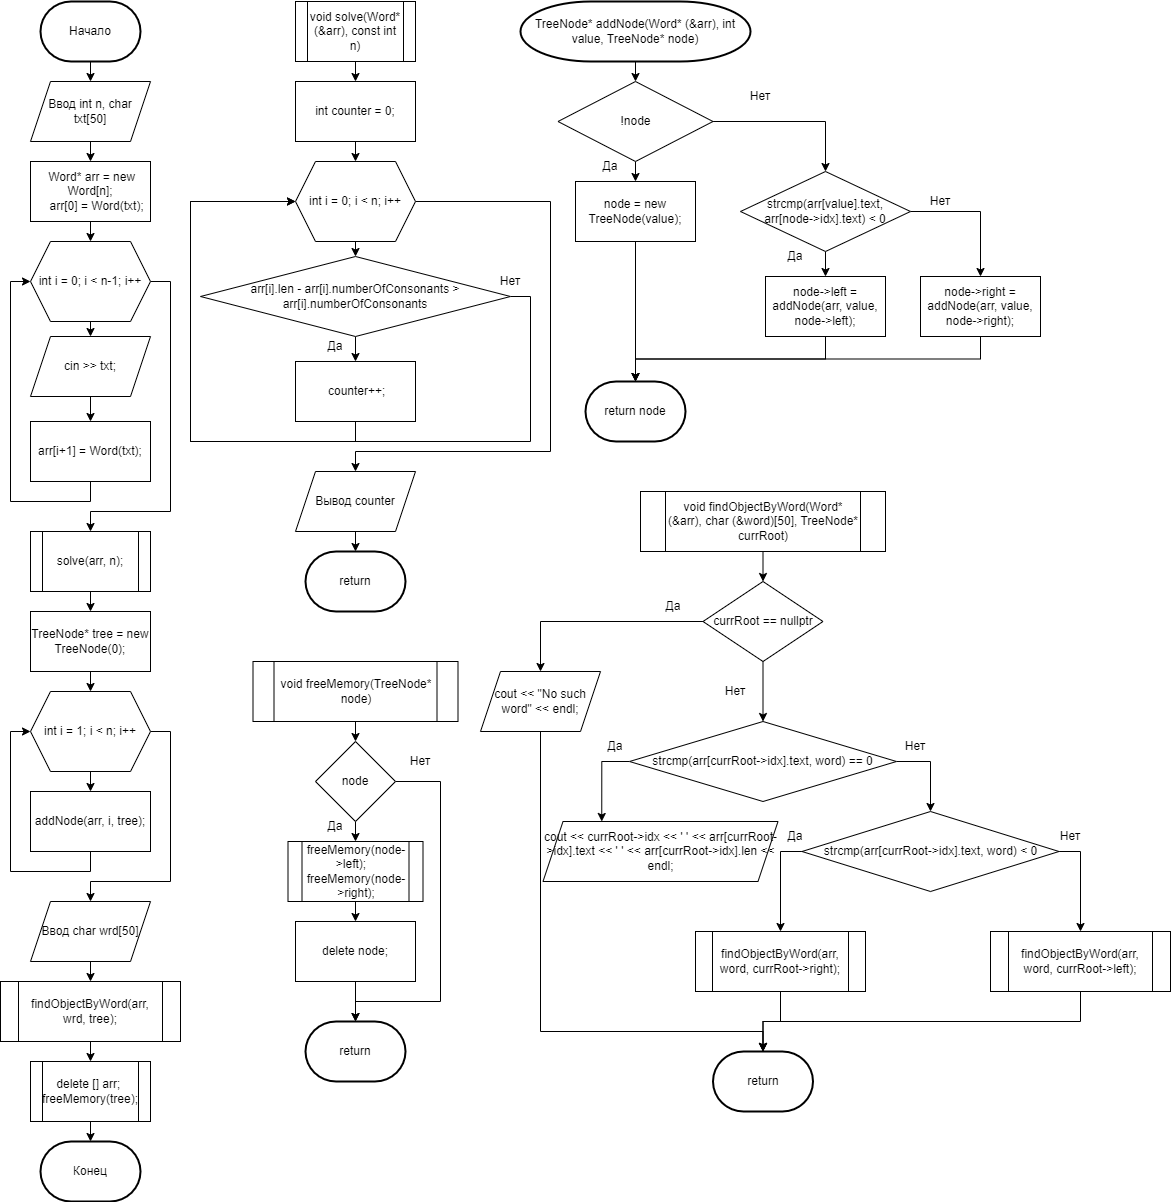 Начало
Ввод int n, char
txt[50]
Word* arr = new
Word[n];
arr[0] = Word(txt);
int i = 0; i < n-1; i++
cin >> txt;
arr[i+1] = Word(txt);
solve(arr, n);
TreeNode* tree = new
TreeNode(0);
int i = 1; i < n; i++
addNode(arr, i, tree);
Ввод char wrd[50]
findObjectByWord(arr,
wrd, tree);
delete [] arr;
freeMemory(tree);
Конец
void solve(Word*
(&arr), const int
n)
int counter = 0;
int i = 0; i < n; i++
arr[i].len - arr[i].numberOfConsonants >
arr[i].numberOfConsonants
Нет
Да
counter++;
Вывод counter
return
void freeMemory(TreeNode*
node)
node
Нет
Да
freeMemory(node-
>left);
freeMemory(node-
>right);
delete node;
return
TreeNode* addNode(Word* (&arr), int
value, TreeNode* node)
!node
Нет
Да
node = new
TreeNode(value);
strcmp(arr[value].text,
arr[node->idx].text) < 0
Нет
Да
node->left =
addNode(arr, value,
node->left);
node->right =
addNode(arr, value,
node->right);
return node
void findObjectByWord(Word*
(&arr), char (&word)[50], TreeNode*
currRoot)
currRoot == nullptr
Да
Нет
cout << "No such
word" << endl;
strcmp(arr[currRoot->idx].text, word) == 0
Да
Нет
cout << currRoot->idx << ' ' << arr[currRoot-
>idx].text << ' ' << arr[currRoot->idx].len <<
endl;
strcmp(arr[currRoot->idx].text, word) < 0
Да
Нет
findObjectByWord(arr,
word, currRoot->right);
findObjectByWord(arr,
word, currRoot->left);
return